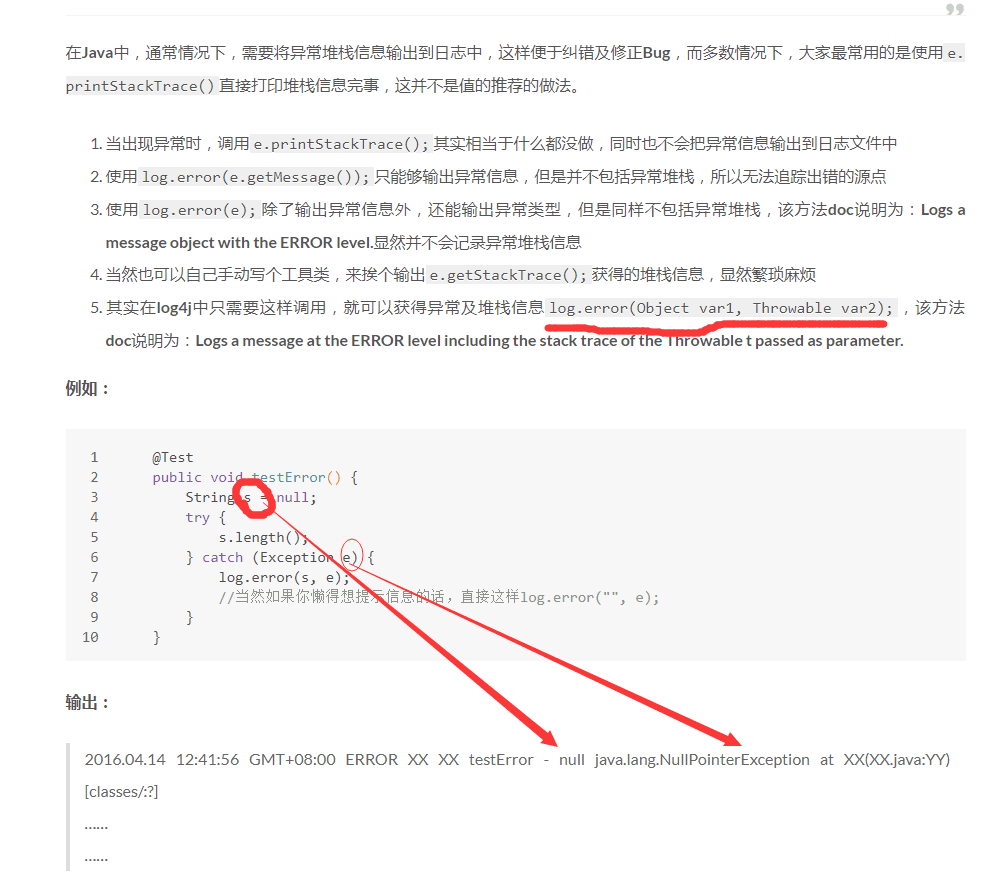 在Java中，通常情况下，需要将异常堆栈信息输出到日志中，这样便于纠错及修正Bug，而多数情况下，大家最常用的是使用e.
printStackTrace()直接打印堆栈信息完事，这并不是值的推荐的做法。
1. 当出现异常时，调用e.printStackTrace();其实相当于什么都没做，同时也不会把异常信息输出到日志文件中
2. 使用log.error(e.getMessage());只能够输出异常信息，但是并不包括异常堆栈，所以无法追踪出错的源点
3. 使用log.error(e);除了输出异常信息外，还能输出异常类型，但是同样不包括异常堆栈，该方法doc说明为：Logs a
message object with the ERROR level.显然并不会记录异常堆栈信息
4. 当然也可以自己手动写个工具类，来挨个输出e.getStackTrace();获得的堆栈信息，显然繁琐麻烦
5. 其实在log4j中只需要这样调用，就可以获得异常及堆栈信息log.error(Object var1, Throwable var2);，该方法
doc说明为：Logs a message at the ERROR level including the stack trace of the Throwable t passed as parameter.
例如：
1 @Test
2 public void testError() {
3 String s = null;
4 try {
5 s.length();
6 } catch (Exception e) {
7 log.error(s, e);
8 //当然如果你懒得想提示信息的话，直接这样log.error("", e);
9 }
10 }
输出：
2016.04.14 12:41:56 GMT+08:00 ERROR XX XX testError - null java.lang.NullPointerException at XX(XX.java:YY)
[classes/:?]
……
……